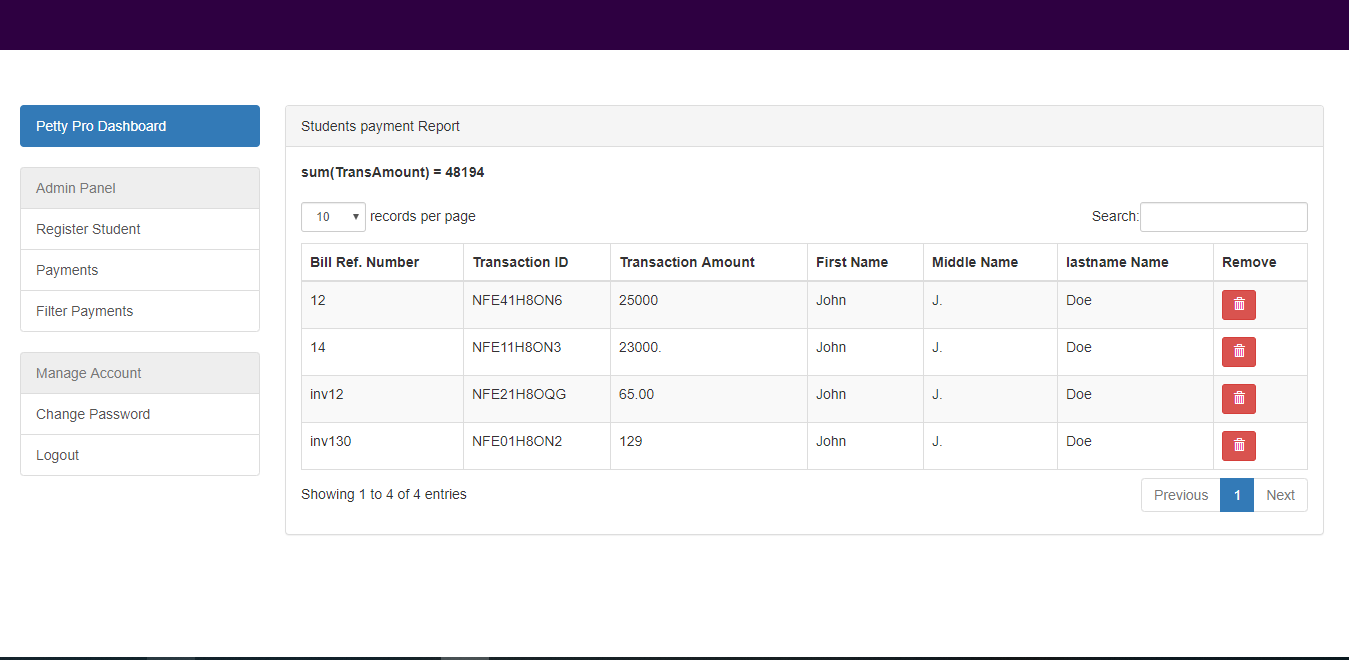 Petty Pro Dashboard
Admin Panel
Register Student
Payments
Filter Payments
Manage Account
Change Password
Logout
Students payment Report
sum(TransAmount) = 48194
10 records per page Search:
Bill Ref. Number Transaction ID Transaction Amount First Name Middle Name lastname Name Remove
12 NFE41H8ON6 25000 John J. Doe
14 NFE11H8ON3 23000. John J. Doe
inv12 NFE21H8OQG 65.00 John J. Doe
inv130 NFE01H8ON2 129 John J. Doe
Showing 1 to 4 of 4 entries Previous 1 Next